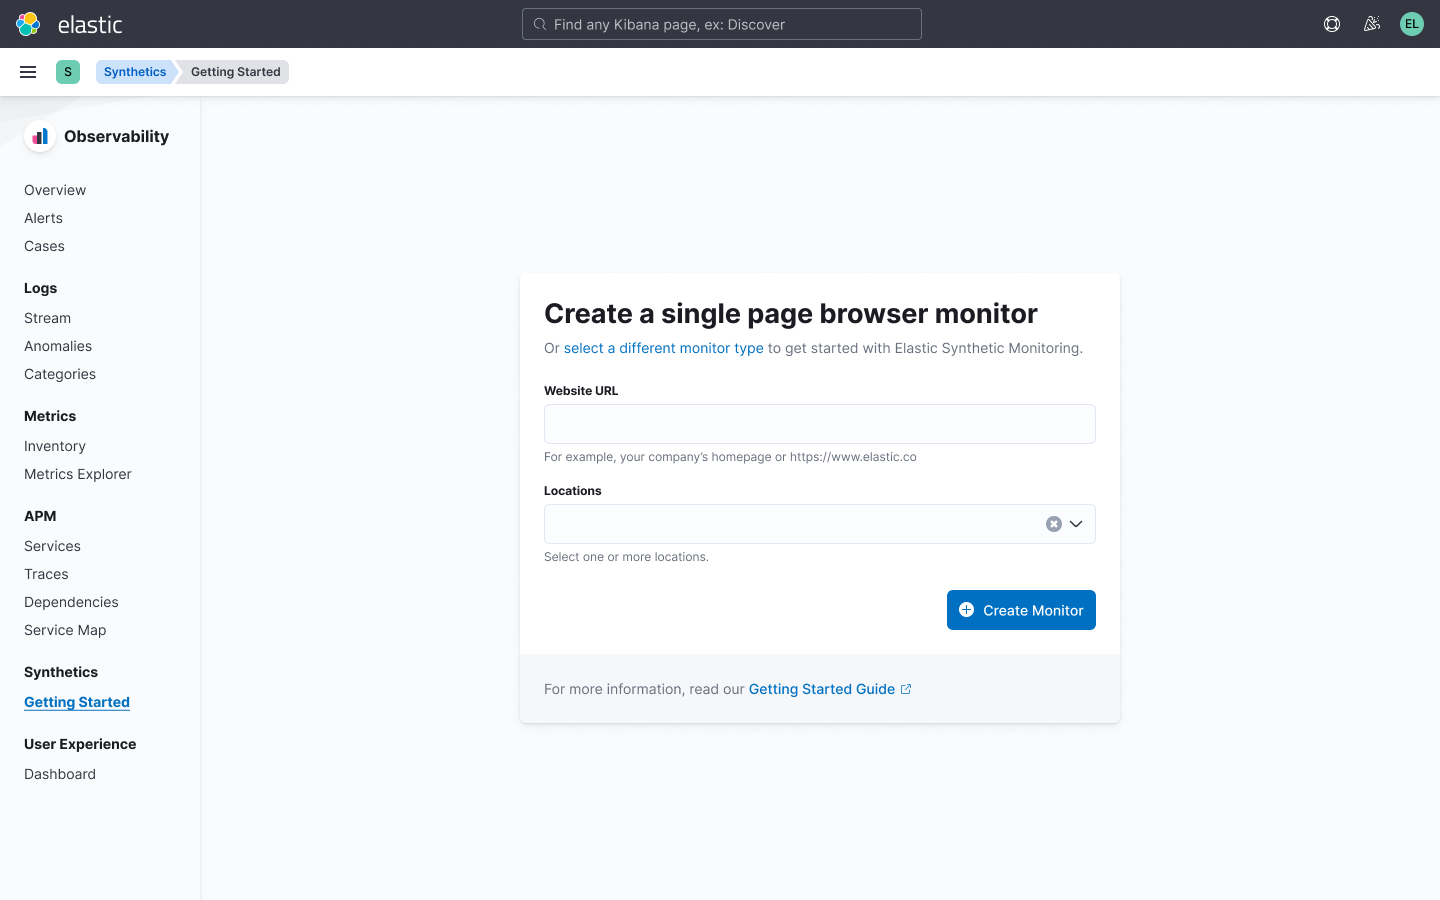 elastic
Find any Kibana page, ex: Discover
EL
S
Synthetics
Getting Started
Observability
Overview
Alerts
Cases
Logs
Stream
Anomalies
Categories
Metrics
Inventory
Metrics Explorer
APM
Services
Traces
Dependencies
Service Map
Synthetics
Getting Started
User Experience
Dashboard
Create a single page browser monitor
Or select a different monitor type to get started with Elastic Synthetic Monitoring.
Website URL
For example, your company’s homepage or https://www.elastic.co
Locations
Select one or more locations.
Create Monitor
For more information, read our Getting Started Guide